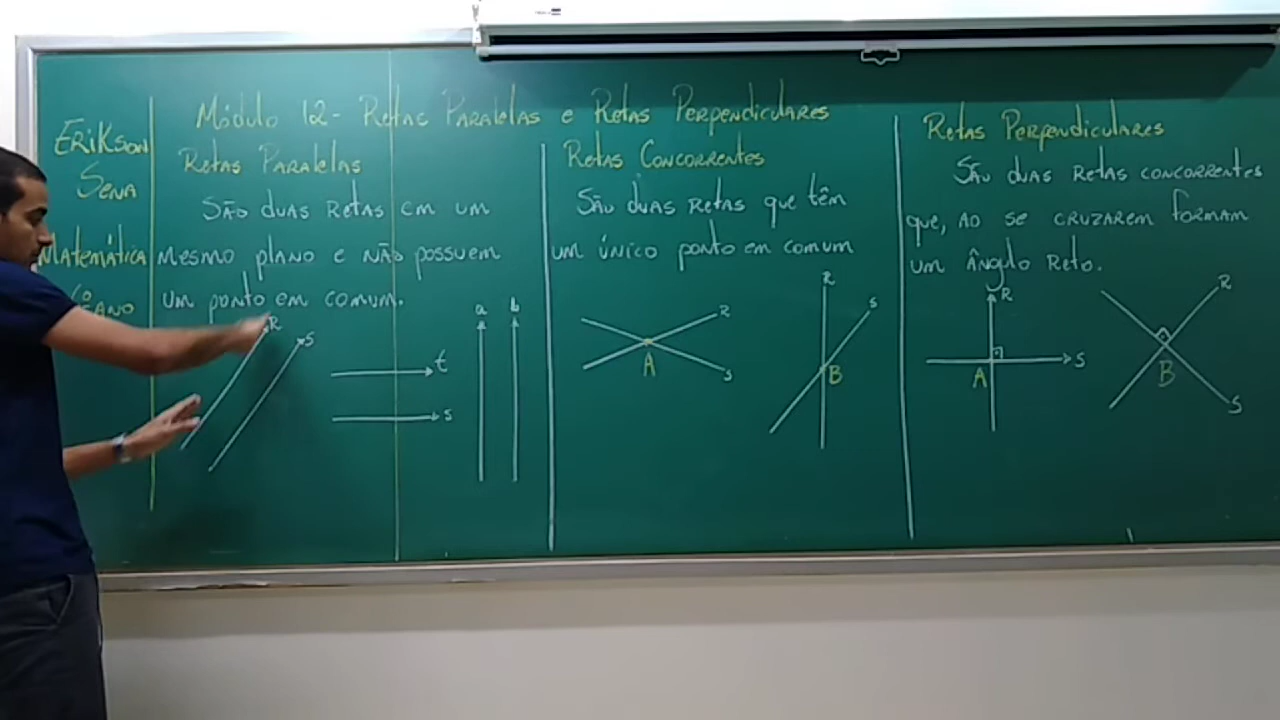 Módulo 12 - Retas Paralelas e Retas Perpendiculares
Erikson
Sena
Matemática
6º ano
Retas Paralelas
São duas retas em um
mesmo plano e não possuem
um ponto em comum.
R
S
t
s
a
b
Retas Concorrentes
São duas retas que têm
um único ponto em comum
R
S
A
R
S
B
Retas Perpendiculares
São duas retas concorrentes
que, ao se cruzarem formam
um ângulo reto.
R
S
A
R
S
B